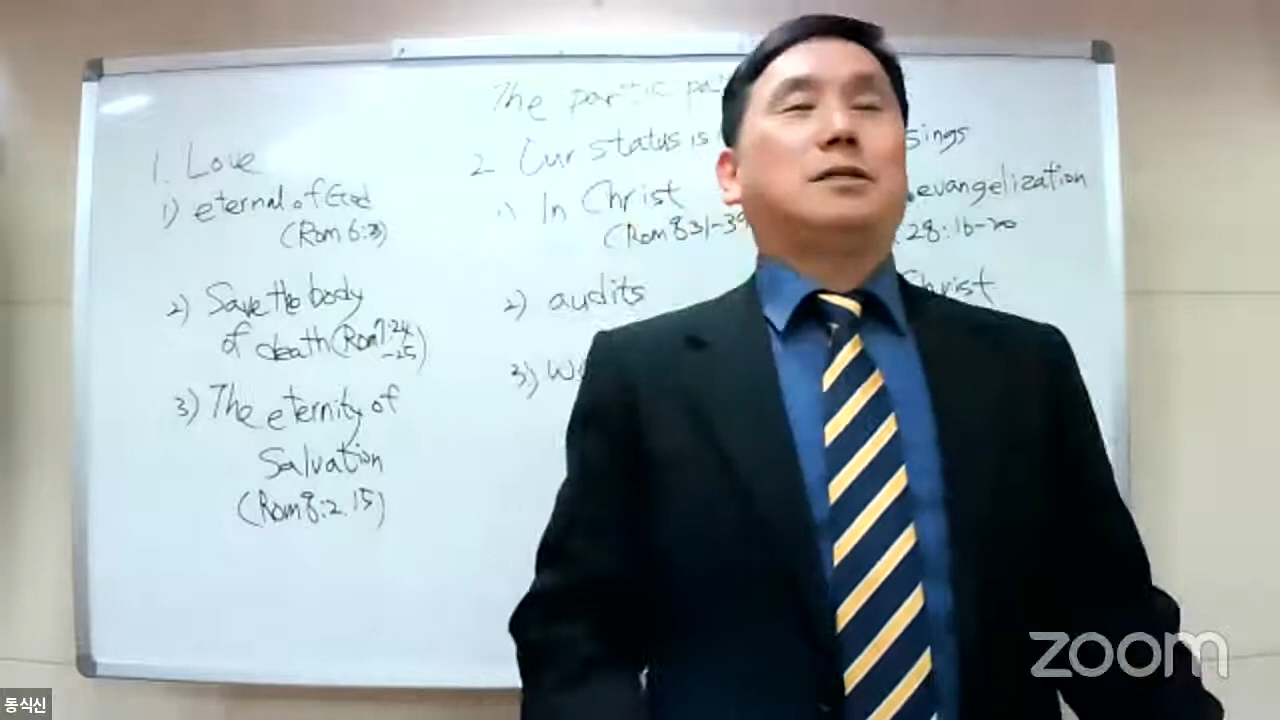 The partic pa
1. Love
1) eternal of God
(Rom 6:3)
2) Save the body
of death (Rom 7:24
-25)
3) The eternity of
Salvation
(Rom 8:2. 15)
2. Our status is
1) In Christ
(Rom 8 31-39
2) audits
3) W
sings
evangelization
28:16-20
Christ
zoom
동식신